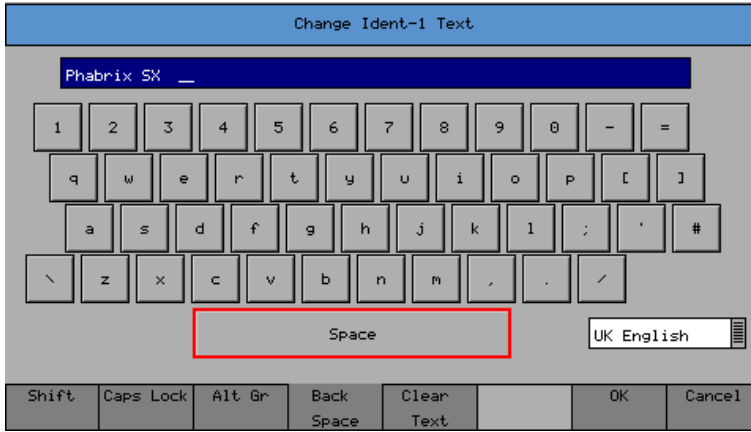 Change Ident-1 Text
Phabrix SX _
1 2 3 4 5 6 7 8 9 0 - =
q w e r t y u i o p [ ]
a s d f g h j k l ; ' #
\ z x c v b n m , . /
Space
UK English
Shift Caps Lock Alt Gr Back Space Clear Text OK Cancel